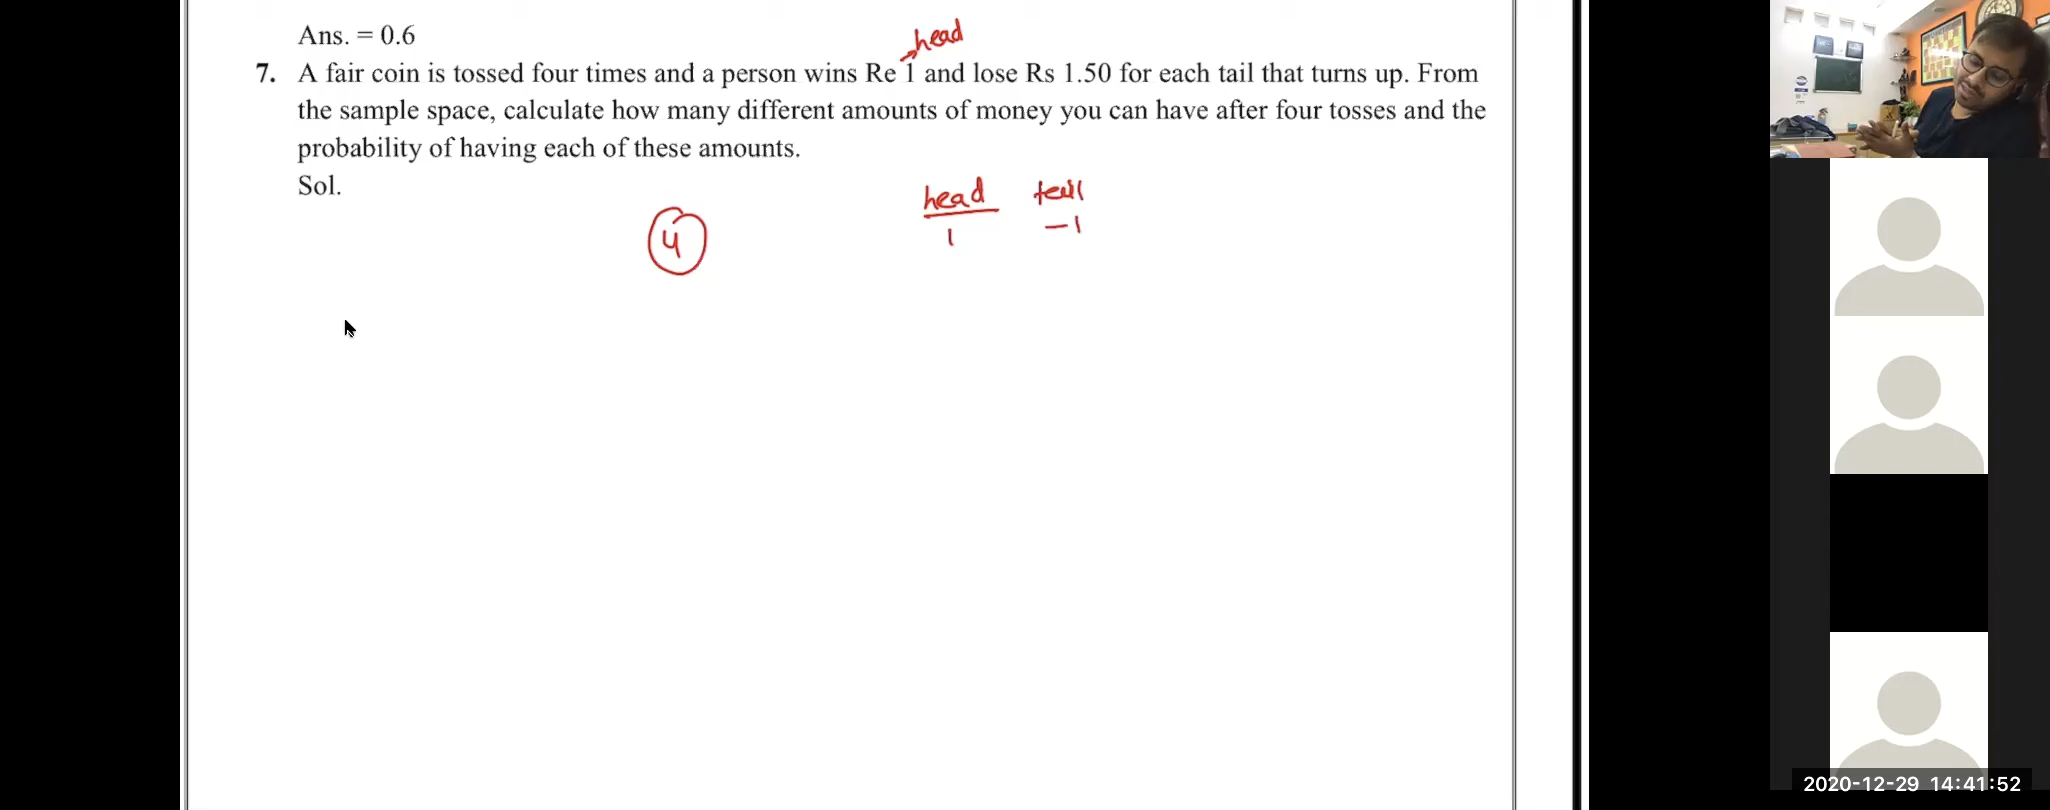 Ans. = 0.6
head
7. A fair coin is tossed four times and a person wins Re 1 and lose Rs 1.50 for each tail that turns up. From
the sample space, calculate how many different amounts of money you can have after four tosses and the
probability of having each of these amounts.
Sol.
head tail
4 1 -1
2020-12-29 14:41:52